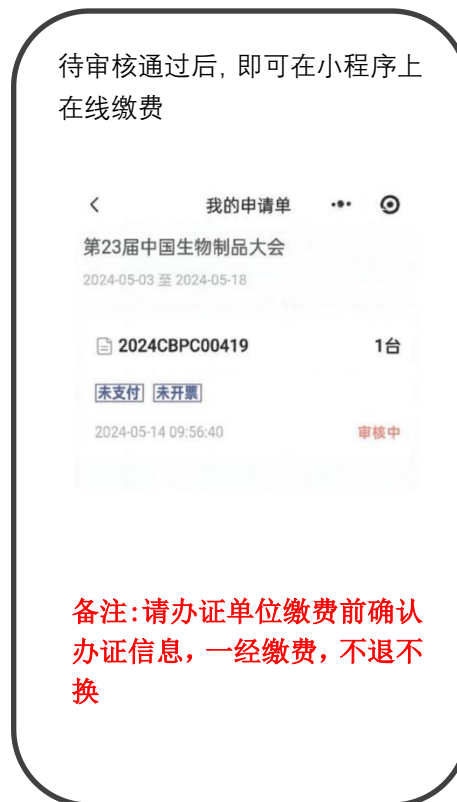 待审核通过后, 即可在小程序上
在线缴费
我的申请单
第23届中国生物制品大会
2024-05-03 至 2024-05-18
2024CBPC00419 1台
未支付 未开票
2024-05-14 09:56:40 审核中
备注:请办证单位缴费前确认
办证信息，一经缴费，不退不
换